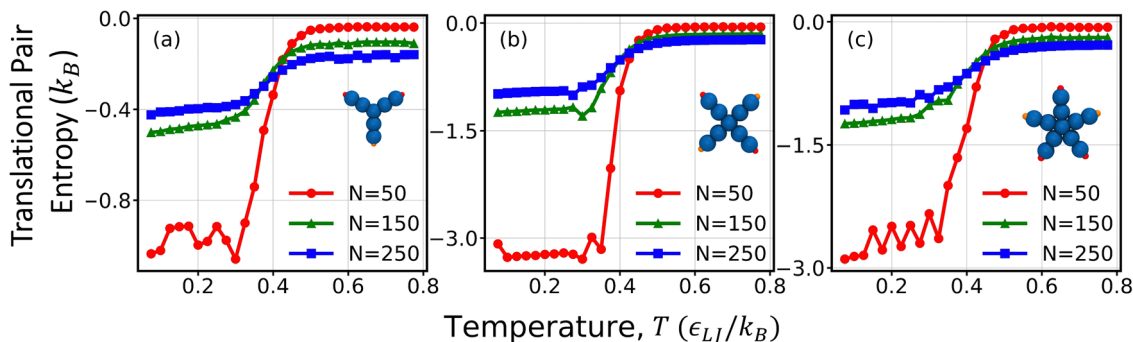 Translational Pair
Entropy (k_B)
(a)
0.0
−0.4
−0.8
N=50
N=150
N=250
0.2 0.4 0.6 0.8
(b)
0.0
−1.5
−3.0
N=50
N=150
N=250
0.2 0.4 0.6 0.8
(c)
0.0
−1.5
−3.0
N=50
N=150
N=250
0.2 0.4 0.6 0.8
Temperature, T (ϵ_LJ/k_B)